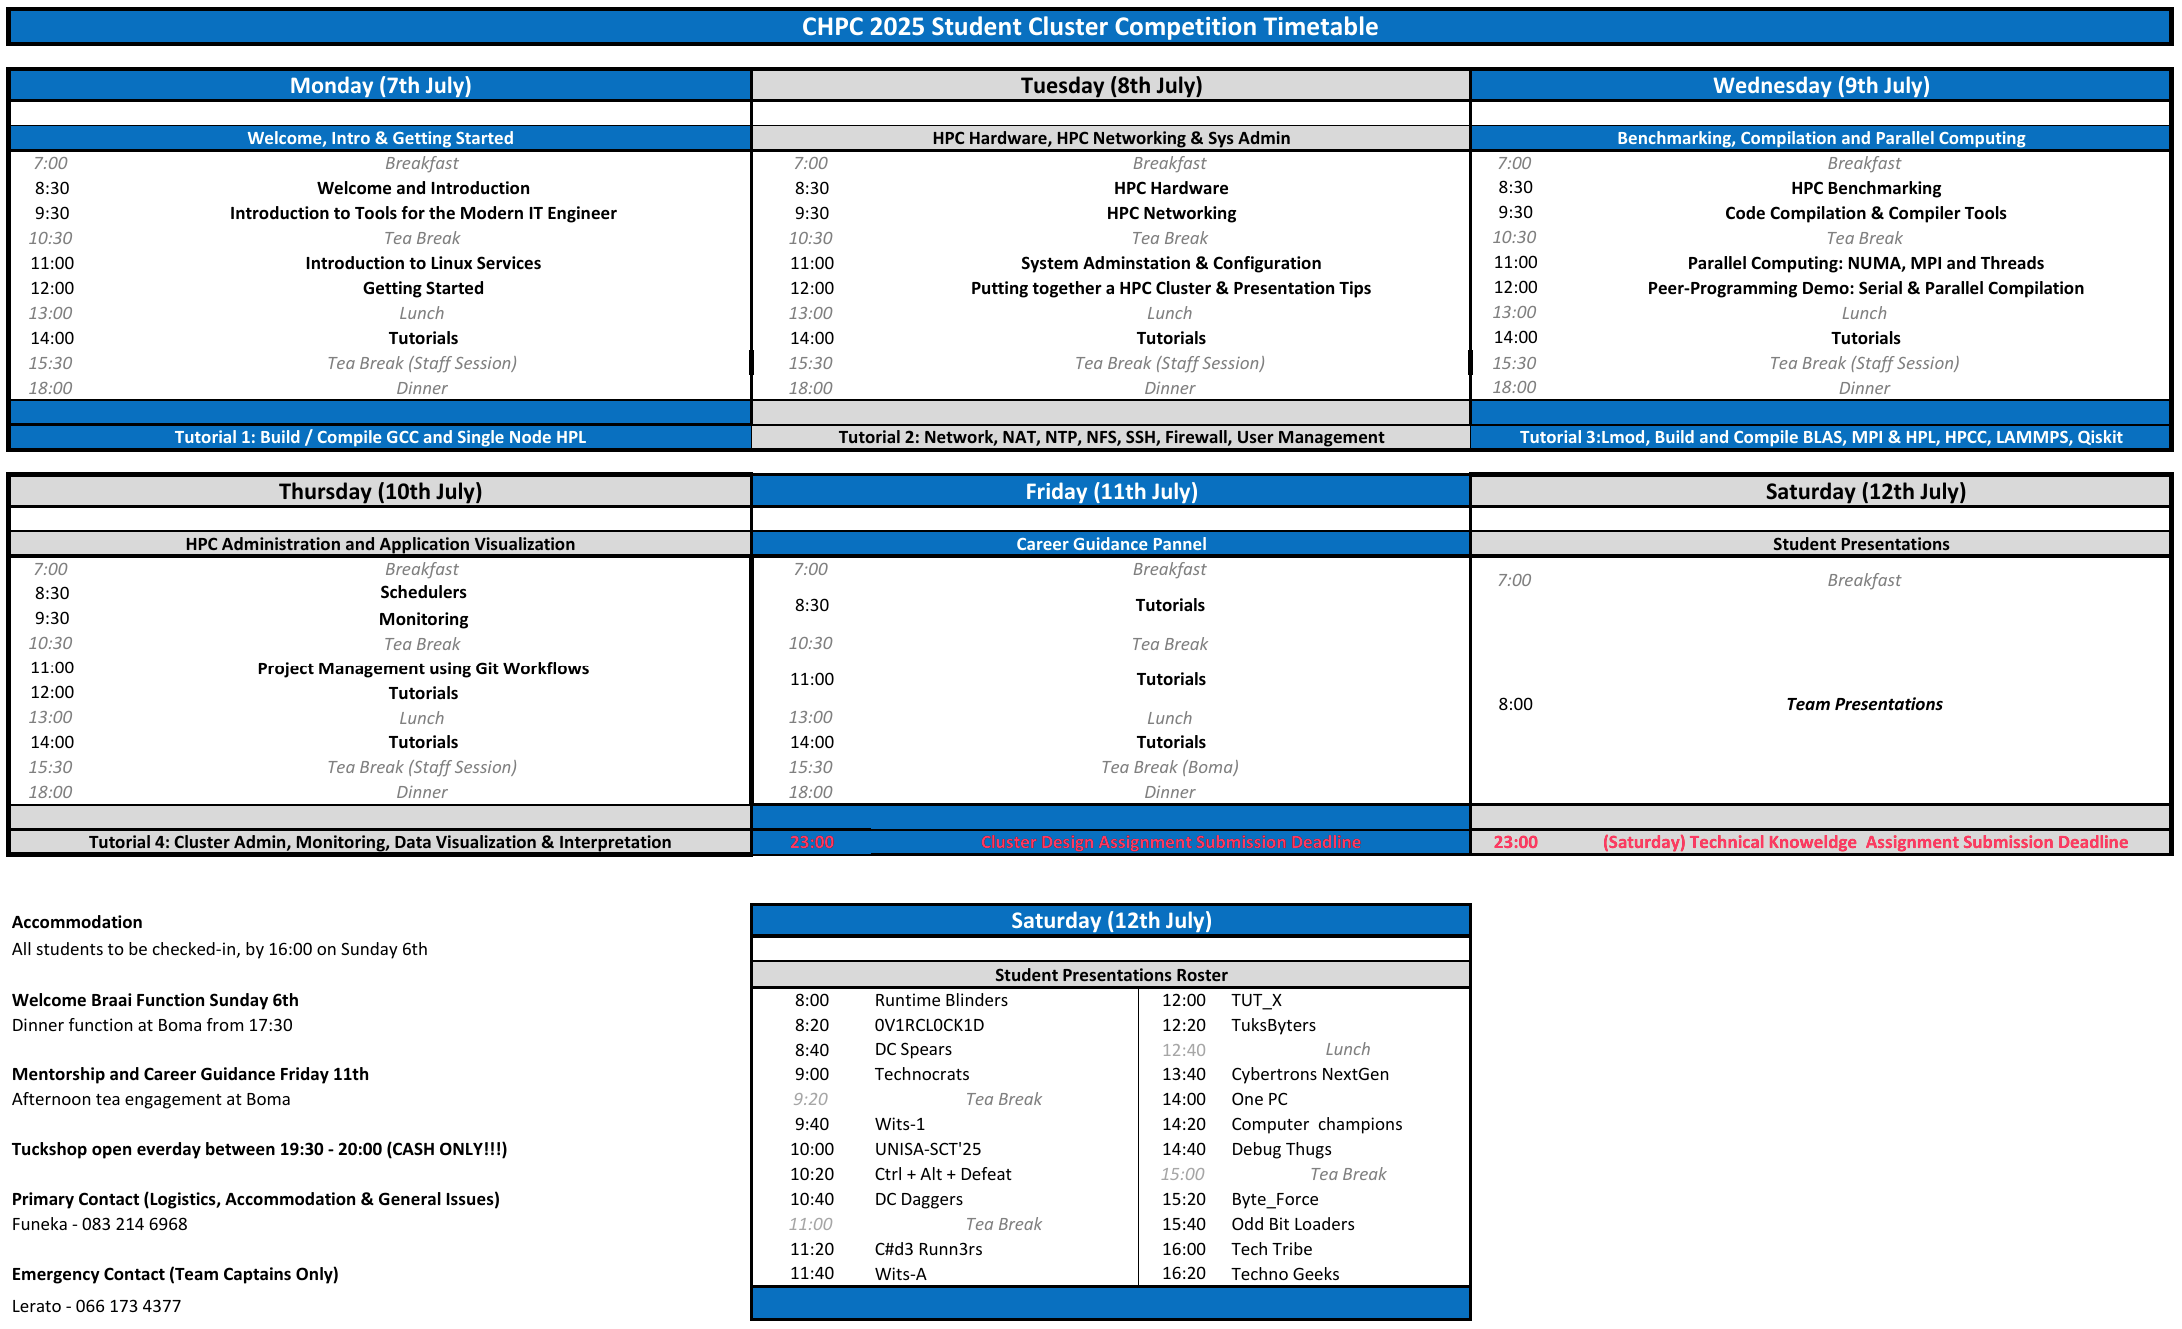 CHPC 2025 Student Cluster Competition Timetable
Monday (7th July)
Welcome, Intro & Getting Started
7:00 Breakfast
8:30 Welcome and Introduction
9:30 Introduction to Tools for the Modern IT Engineer
10:30 Tea Break
11:00 Introduction to Linux Services
12:00 Getting Started
13:00 Lunch
14:00 Tutorials
15:30 Tea Break (Staff Session)
18:00 Dinner
Tutorial 1: Build / Compile GCC and Single Node HPL
Tuesday (8th July)
HPC Hardware, HPC Networking & Sys Admin
7:00 Breakfast
8:30 HPC Hardware
9:30 HPC Networking
10:30 Tea Break
11:00 System Adminstation & Configuration
12:00 Putting together a HPC Cluster & Presentation Tips
13:00 Lunch
14:00 Tutorials
15:30 Tea Break (Staff Session)
18:00 Dinner
Tutorial 2: Network, NAT, NTP, NFS, SSH, Firewall, User Management
Wednesday (9th July)
Benchmarking, Compilation and Parallel Computing
7:00 Breakfast
8:30 HPC Benchmarking
9:30 Code Compilation & Compiler Tools
10:30 Tea Break
11:00 Parallel Computing: NUMA, MPI and Threads
12:00 Peer-Programming Demo: Serial & Parallel Compilation
13:00 Lunch
14:00 Tutorials
15:30 Tea Break (Staff Session)
18:00 Dinner
Tutorial 3:Lmod, Build and Compile BLAS, MPI & HPL, HPCC, LAMMPS, Qiskit
Thursday (10th July)
HPC Administration and Application Visualization
7:00 Breakfast
8:30 Schedulers
9:30 Monitoring
10:30 Tea Break
11:00 Project Management using Git Workflows
12:00 Tutorials
13:00 Lunch
14:00 Tutorials
15:30 Tea Break (Staff Session)
18:00 Dinner
Tutorial 4: Cluster Admin, Monitoring, Data Visualization & Interpretation
Friday (11th July)
Career Guidance Pannel
7:00 Breakfast
8:30 Tutorials
10:30 Tea Break
11:00 Tutorials
13:00 Lunch
14:00 Tutorials
15:30 Tea Break (Boma)
18:00 Dinner
23:00 Cluster Design Assignment Submission Deadline
Saturday (12th July)
Student Presentations
7:00 Breakfast
8:00 Team Presentations
23:00 (Saturday) Technical Knoweldge Assignment Submission Deadline
Accommodation
All students to be checked-in, by 16:00 on Sunday 6th
Welcome Braai Function Sunday 6th
Dinner function at Boma from 17:30
Mentorship and Career Guidance Friday 11th
Afternoon tea engagement at Boma
Tuckshop open everday between 19:30 - 20:00 (CASH ONLY!!!)
Primary Contact (Logistics, Accommodation & General Issues)
Funeka - 083 214 6968
Emergency Contact (Team Captains Only)
Lerato - 066 173 4377
Saturday (12th July)
Student Presentations Roster
8:00 Runtime Blinders
8:20 0V1RCL0CK1D
8:40 DC Spears
9:00 Technocrats
9:20 Tea Break
9:40 Wits-1
10:00 UNISA-SCT'25
10:20 Ctrl + Alt + Defeat
10:40 DC Daggers
11:00 Tea Break
11:20 C#d3 Runn3rs
11:40 Wits-A
12:00 TUT_X
12:20 TuksByters
12:40 Lunch
13:40 Cybertrons NextGen
14:00 One PC
14:20 Computer champions
14:40 Debug Thugs
15:00 Tea Break
15:20 Byte_Force
15:40 Odd Bit Loaders
16:00 Tech Tribe
16:20 Techno Geeks